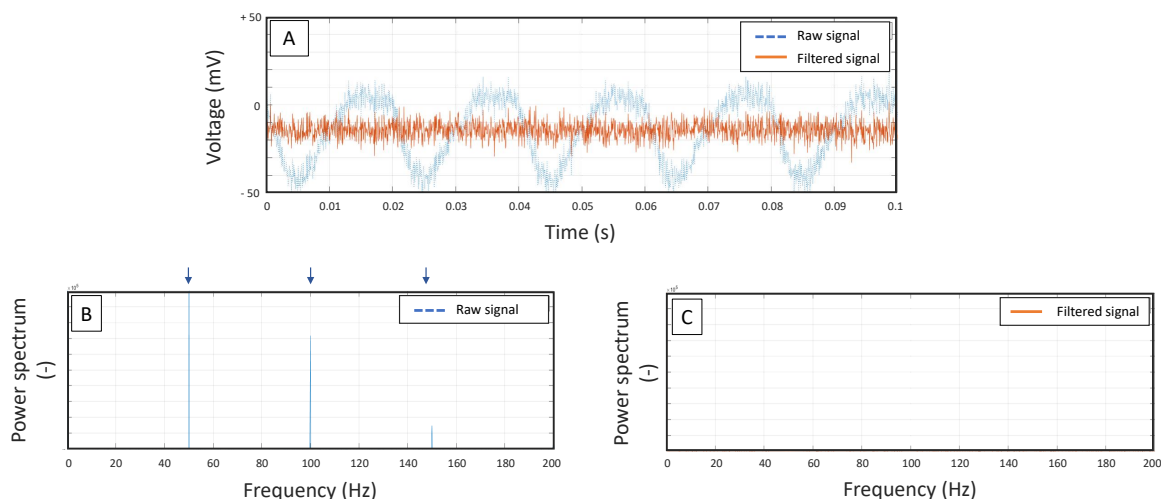 A
Raw signal
Filtered signal
+ 50
0
- 50
Voltage (mV)
0 0.01 0.02 0.03 0.04 0.05 0.06 0.07 0.08 0.09 0.1
Time (s)
B
Raw signal
Power spectrum
(-)
0 20 40 60 80 100 120 140 160 180 200
Frequency (Hz)
C
Filtered signal
Power spectrum
(-)
0 20 40 60 80 100 120 140 160 180 200
Frequency (Hz)